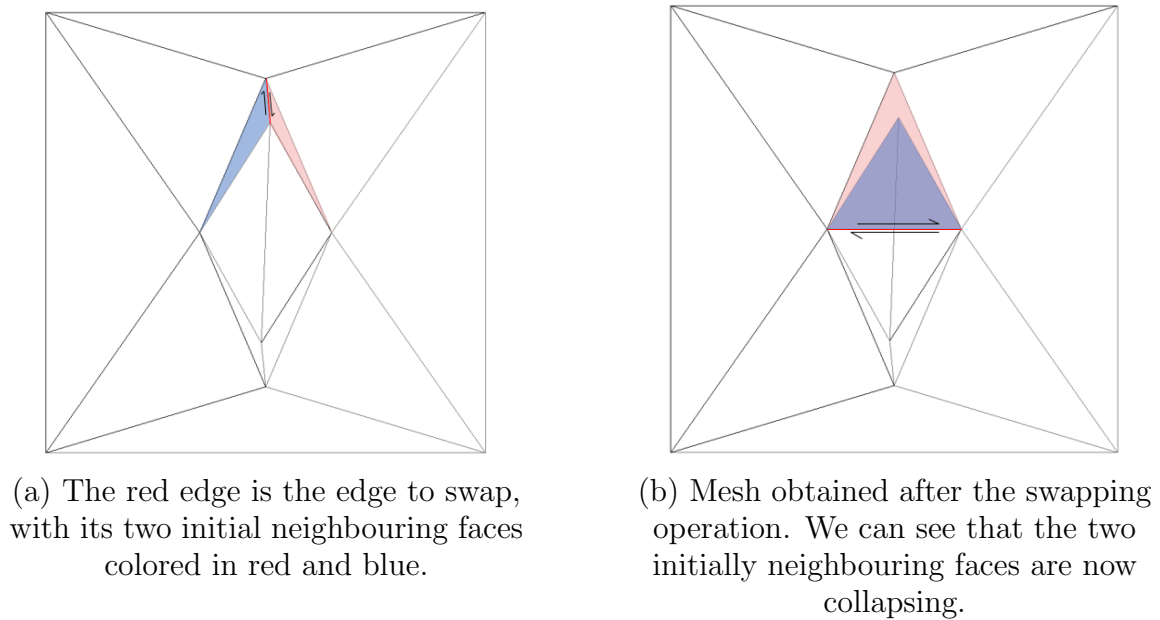 (a) The red edge is the edge to swap,
with its two initial neighbouring faces
colored in red and blue.
(b) Mesh obtained after the swapping
operation. We can see that the two
initially neighbouring faces are now
collapsing.